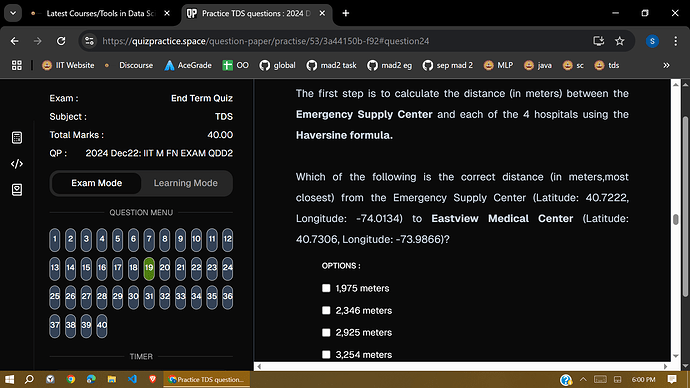 Latest Courses/Tools in Data Sc
Practice TDS questions : 2024 D
https://quizpractice.space/question-paper/practise/53/3a44150b-f92#question24
S
IIT Website
Discourse
AceGrade
OO
global
mad2 task
mad2 eg
sep mad 2
MLP
java
sc
tds
»
Exam :
End Term Quiz
Subject :
TDS
Total Marks :
40.00
QP :
2024 Dec22: IIT M FN EXAM QDD2
Exam Mode
Learning Mode
QUESTION MENU
1 2 3 4 5 6 7 8 9 10 11 12
13 14 15 16 17 18 19 20 21 22 23 24
25 26 27 28 29 30 31 32 33 34 35 36
37 38 39 40
TIMER
The first step is to calculate the distance (in meters) between the
Emergency Supply Center and each of the 4 hospitals using the
Haversine formula.
Which of the following is the correct distance (in meters,most
closest) from the Emergency Supply Center (Latitude: 40.7222,
Longitude: -74.0134) to Eastview Medical Center (Latitude:
40.7306, Longitude: -73.9866)?
OPTIONS :
1,975 meters
2,346 meters
2,925 meters
3,254 meters
Practice TDS question...
6:00 PM